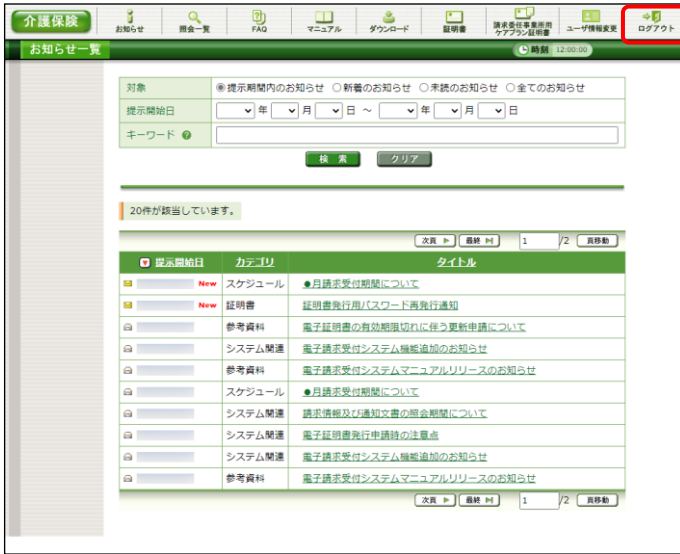 介護保険
お知らせ 照会一覧 FAQ マニュアル ダウンロード 証明書 請求委任事業所用 ケアプラン証明書 ユーザ情報変更 ログアウト
お知らせ一覧 時刻 12:00:00
対象 提示期間内のお知らせ 新着のお知らせ 未読のお知らせ 全てのお知らせ
提示開始日 年 月 日 ～ 年 月 日
キーワード ?
検 索 クリア
20件が該当しています。
次頁 最終 1 /2 頁移動
提示開始日 カテゴリ タイトル
New スケジュール ●月請求受付期間について
New 証明書 証明書発行用パスワード再発行通知
参考資料 電子証明書の有効期限切れに伴う更新申請について
システム関連 電子請求受付システム機能追加のお知らせ
参考資料 電子請求受付システムマニュアルリリースのお知らせ
スケジュール ●月請求受付期間について
システム関連 請求情報及び通知文書の照会期間について
システム関連 電子証明書発行申請時の注意点
システム関連 電子請求受付システム機能追加のお知らせ
参考資料 電子請求受付システムマニュアルリリースのお知らせ
次頁 最終 1 /2 頁移動